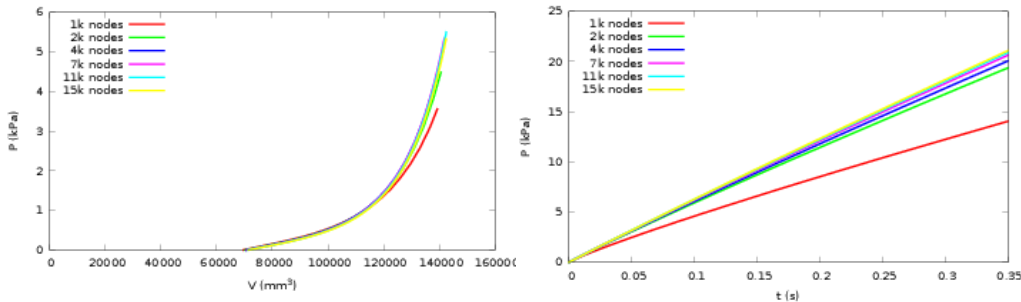 6
5
4
3
2
1
0
P (kPa)
1k nodes
2k nodes
4k nodes
7k nodes
11k nodes
15k nodes
0 20000 40000 60000 80000 100000 120000 140000 160000
V (mm³)
25
20
15
10
5
0
P (kPa)
1k nodes
2k nodes
4k nodes
7k nodes
11k nodes
15k nodes
0 0.05 0.1 0.15 0.2 0.25 0.3 0.35
t (s)